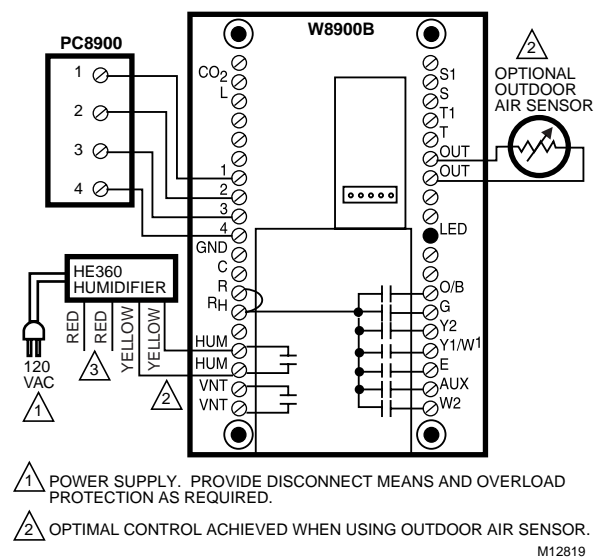 PC8900
1
2
3
4
W8900B
CO2
L
1
2
3
4
GND
C
R
RH
HUM
HUM
VNT
VNT
S1
S
T1
T
OUT
OUT
LED
O/B
G
Y2
Y1/W1
E
AUX
W2
2
OPTIONAL
OUTDOOR
AIR SENSOR
HE360
HUMIDIFIER
RED
RED
YELLOW
YELLOW
120
VAC
1
3
2
1 POWER SUPPLY. PROVIDE DISCONNECT MEANS AND OVERLOAD
PROTECTION AS REQUIRED.
2 OPTIMAL CONTROL ACHIEVED WHEN USING OUTDOOR AIR SENSOR.
M12819